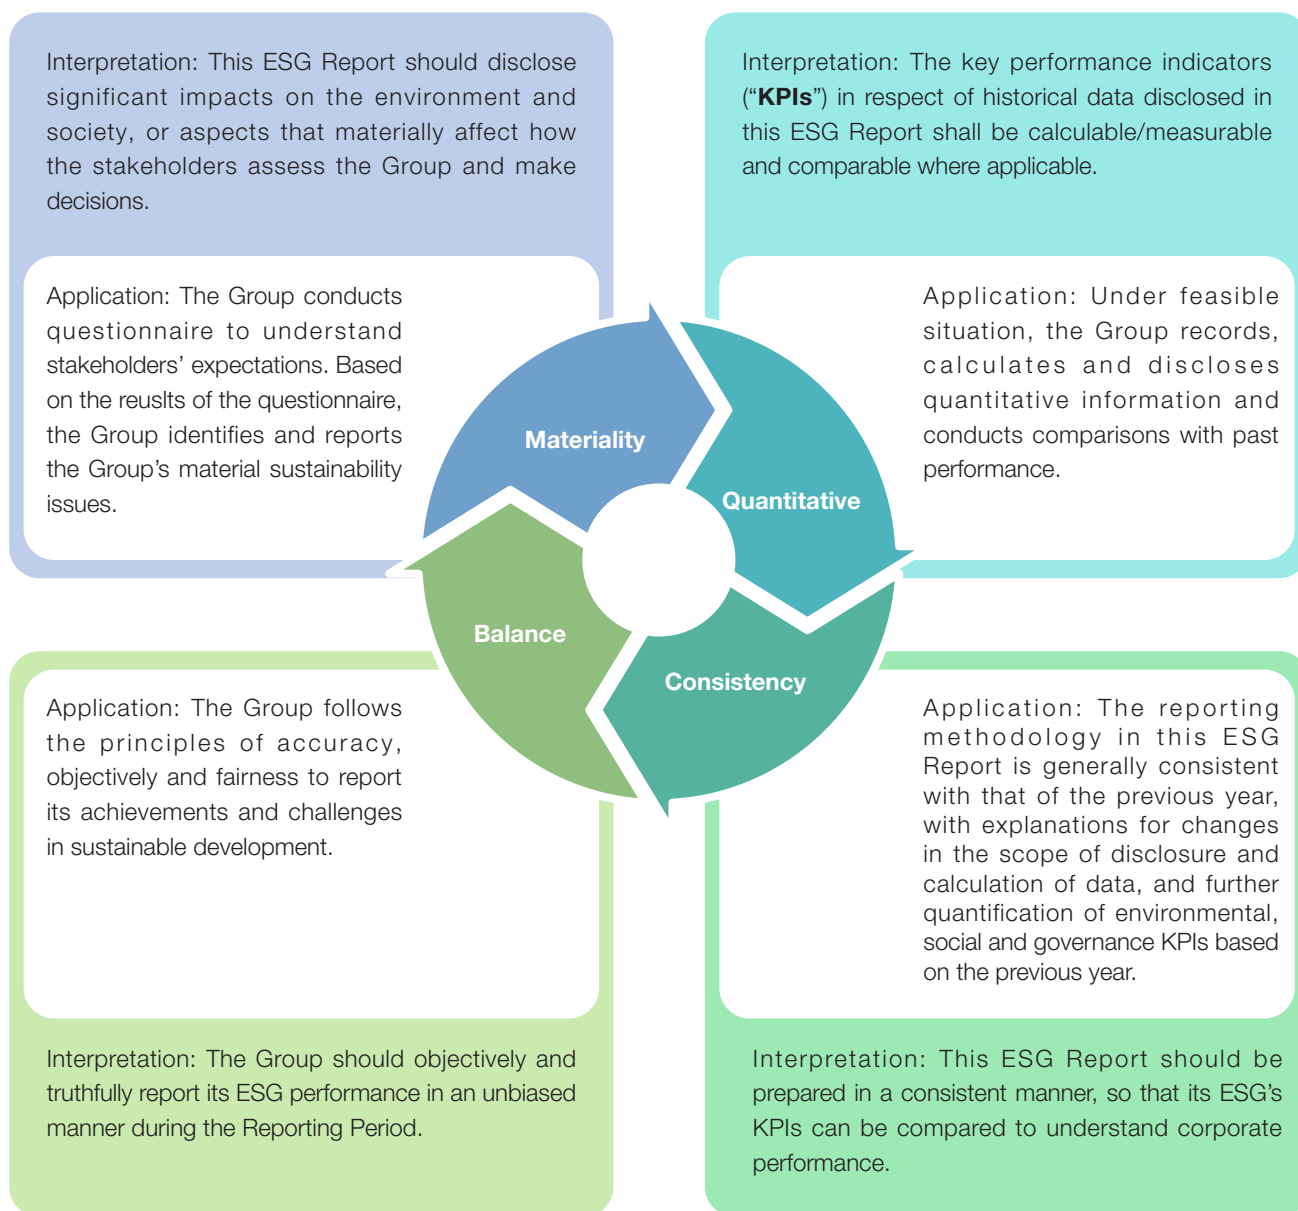 Interpretation: This ESG Report should disclose
significant impacts on the environment and
society, or aspects that materially affect how
the stakeholders assess the Group and make
decisions.
Application: The Group conducts
questionnaire to understand
stakeholders’ expectations. Based
on the reuslts of the questionnaire,
the Group identifies and reports
the Group’s material sustainability
issues.
Interpretation: The key performance indicators
(“KPIs”) in respect of historical data disclosed in
this ESG Report shall be calculable/measurable
and comparable where applicable.
Application: Under feasible
situation, the Group records,
calculates and discloses
quantitative information and
conducts comparisons with past
performance.
Materiality
Quantitative
Balance
Consistency
Application: The Group follows
the principles of accuracy,
objectively and fairness to report
its achievements and challenges
in sustainable development.
Interpretation: The Group should objectively and
truthfully report its ESG performance in an unbiased
manner during the Reporting Period.
Application: The reporting
methodology in this ESG
Report is generally consistent
with that of the previous year,
with explanations for changes
in the scope of disclosure and
calculation of data, and further
quantification of environmental,
social and governance KPIs based
on the previous year.
Interpretation: This ESG Report should be
prepared in a consistent manner, so that its ESG’s
KPIs can be compared to understand corporate
performance.